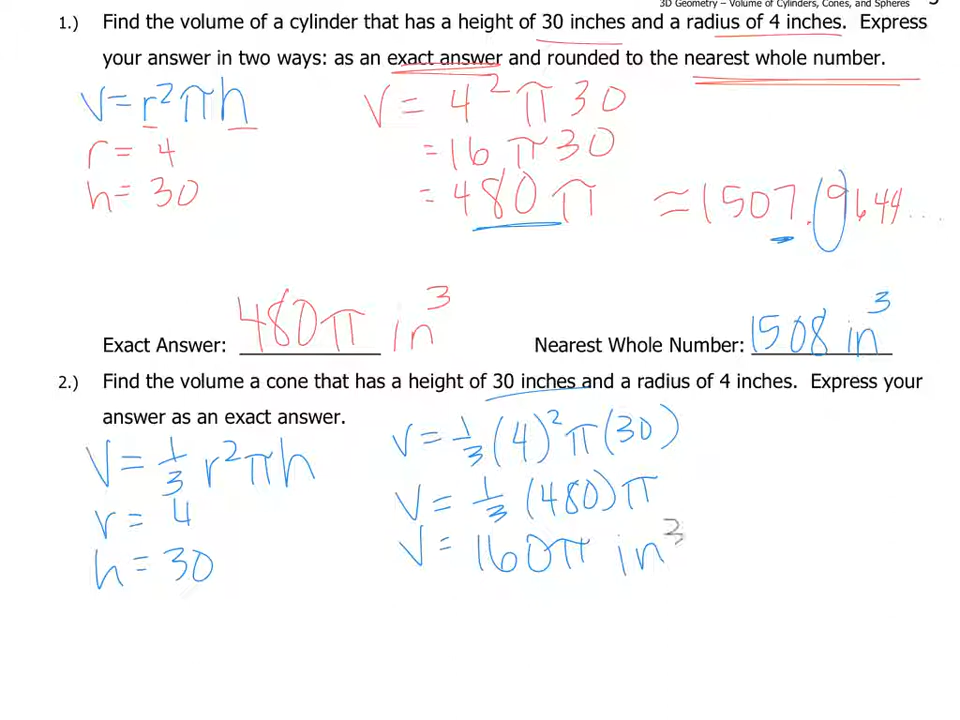 3D Geometry – Volume of Cylinders, Cones, and Spheres
1.) Find the volume of a cylinder that has a height of 30 inches and a radius of 4 inches. Express
your answer in two ways: as an exact answer and rounded to the nearest whole number.
V = r²πh
r = 4
h = 30
V = 4²π30
= 16π30
= 480π ≈ 1507.9644...
Exact Answer: 480π in³
Nearest Whole Number: 1508 in³
2.) Find the volume a cone that has a height of 30 inches and a radius of 4 inches. Express your
answer as an exact answer.
V = 1/3 r²πh
r = 4
h = 30
V = 1/3 (4)²π(30)
V = 1/3 (480)π
V = 160π in³